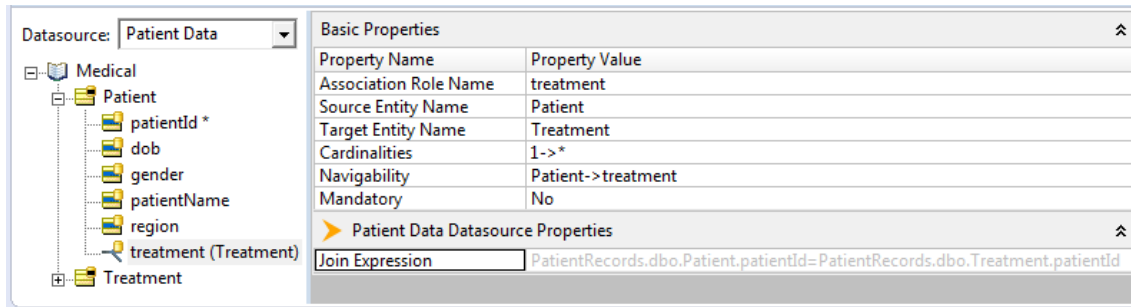 Datasource: Patient Data
Medical
Patient
patientId *
dob
gender
patientName
region
treatment (Treatment)
Treatment
Basic Properties
Property Name Property Value
Association Role Name treatment
Source Entity Name Patient
Target Entity Name Treatment
Cardinalities 1->*
Navigability Patient->treatment
Mandatory No
Patient Data Datasource Properties
Join Expression PatientRecords.dbo.Patient.patientId=PatientRecords.dbo.Treatment.patientId